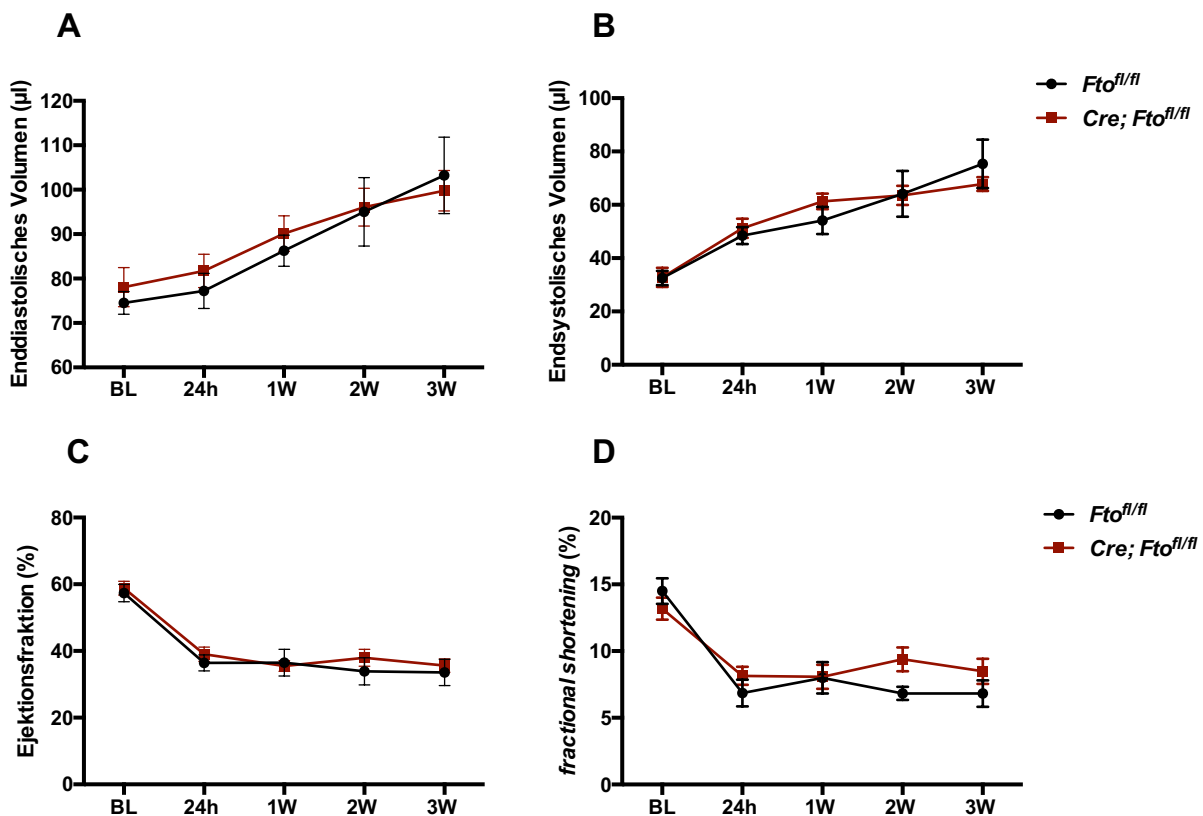 A
Enddiastolisches Volumen (µl)
120
110
100
90
80
70
60
BL 24h 1W 2W 3W
B
Endsystolisches Volumen (µl)
100
80
60
40
20
0
BL 24h 1W 2W 3W
Fto^fl/fl
Cre; Fto^fl/fl
C
Ejektionsfraktion (%)
80
60
40
20
0
BL 24h 1W 2W 3W
D
fractional shortening (%)
20
15
10
5
0
BL 24h 1W 2W 3W
Fto^fl/fl
Cre; Fto^fl/fl